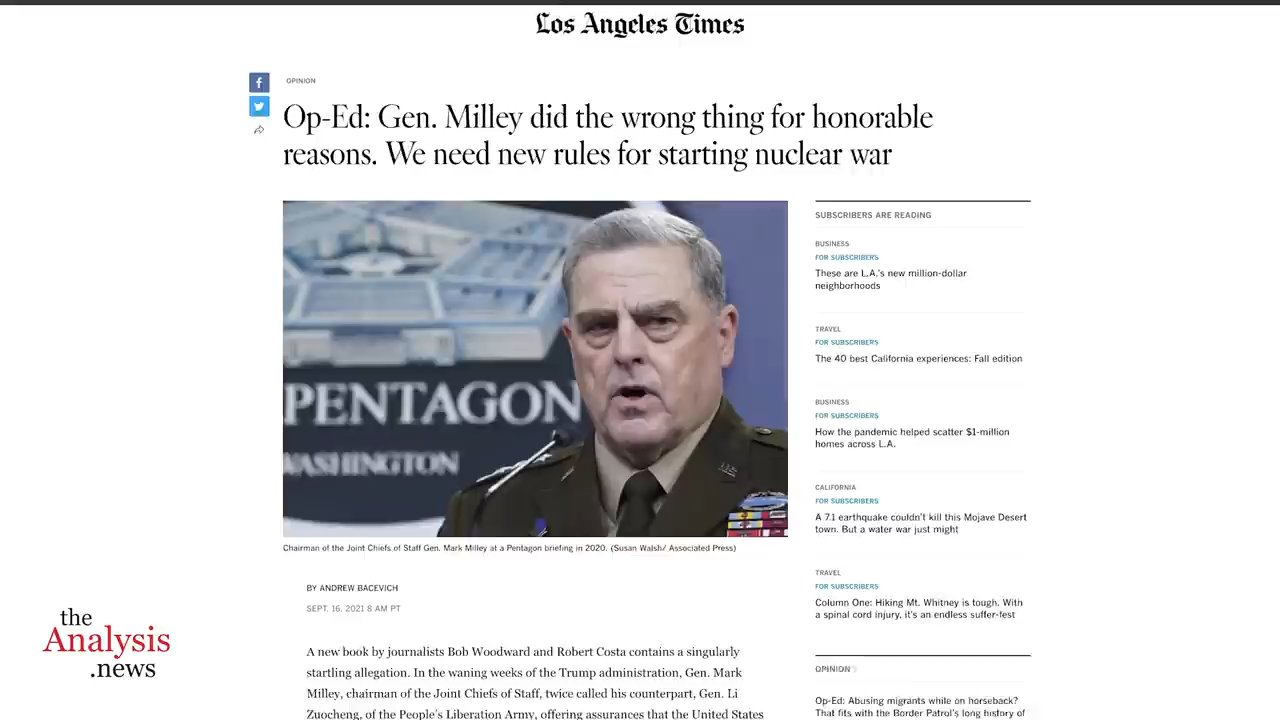 Los Angeles Times
OPINION
Op-Ed: Gen. Milley did the wrong thing for honorable
reasons. We need new rules for starting nuclear war
PENTAGON
WASHINGTON
Chairman of the Joint Chiefs of Staff Gen. Mark Milley at a Pentagon briefing in 2020. (Susan Walsh/ Associated Press)
BY ANDREW BACEVICH
SEPT. 16, 2021 8 AM PT
A new book by journalists Bob Woodward and Robert Costa contains a singularly
startling allegation. In the waning weeks of the Trump administration, Gen. Mark
Milley, chairman of the Joint Chiefs of Staff, twice called his counterpart, Gen. Li
Zuocheng, of the People's Liberation Army, offering assurances that the United States
SUBSCRIBERS ARE READING
BUSINESS
FOR SUBSCRIBERS
These are L.A.'s new million-dollar
neighborhoods
TRAVEL
FOR SUBSCRIBERS
The 40 best California experiences: Fall edition
BUSINESS
FOR SUBSCRIBERS
How the pandemic helped scatter $1-million
homes across L.A.
CALIFORNIA
FOR SUBSCRIBERS
A 7.1 earthquake couldn't kill this Mojave Desert
town. But a water war just might
TRAVEL
FOR SUBSCRIBERS
Column One: Hiking Mt. Whitney is tough. With
a spinal cord injury, it's an endless suffer-fest
OPINION
Op-Ed: Abusing migrants while on horseback?
That fits with the Border Patrol's long history of
the
Analysis
.news